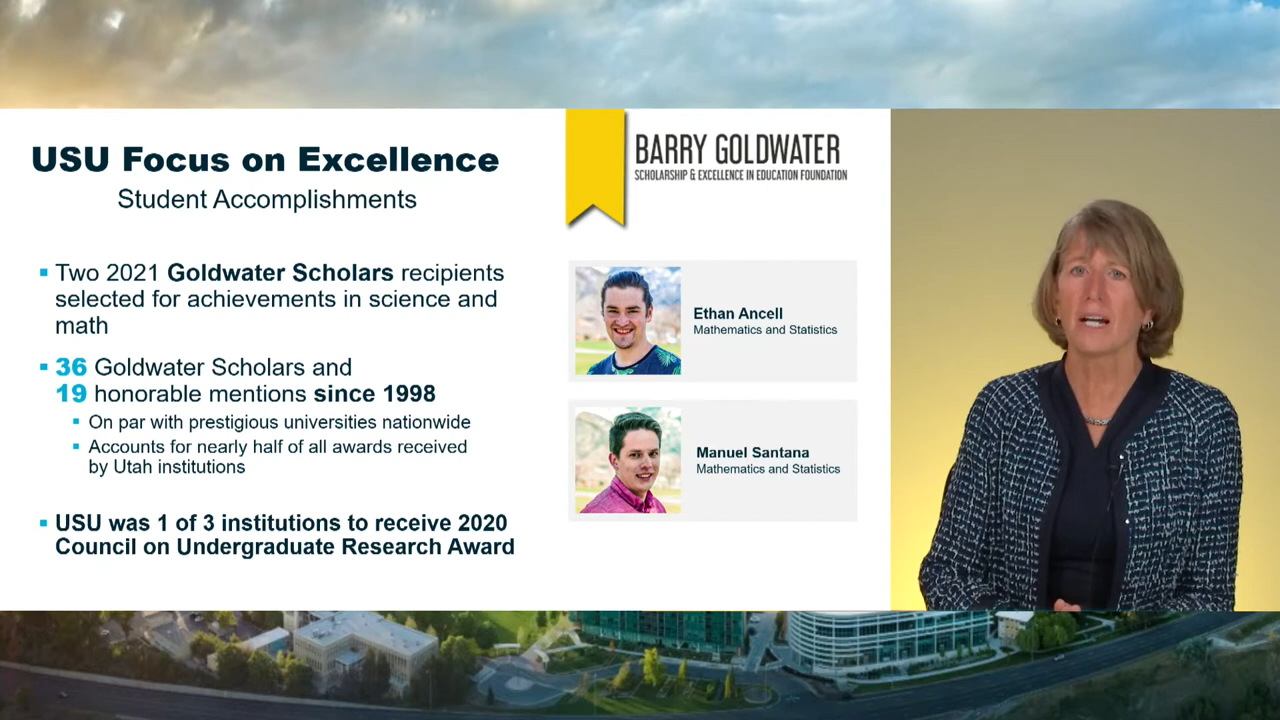 USU Focus on Excellence
Student Accomplishments
Two 2021 Goldwater Scholars recipients
selected for achievements in science and
math
36 Goldwater Scholars and
19 honorable mentions since 1998
On par with prestigious universities nationwide
Accounts for nearly half of all awards received
by Utah institutions
USU was 1 of 3 institutions to receive 2020
Council on Undergraduate Research Award
BARRY GOLDWATER
SCHOLARSHIP & EXCELLENCE IN EDUCATION FOUNDATION
Ethan Ancell
Mathematics and Statistics
Manuel Santana
Mathematics and Statistics